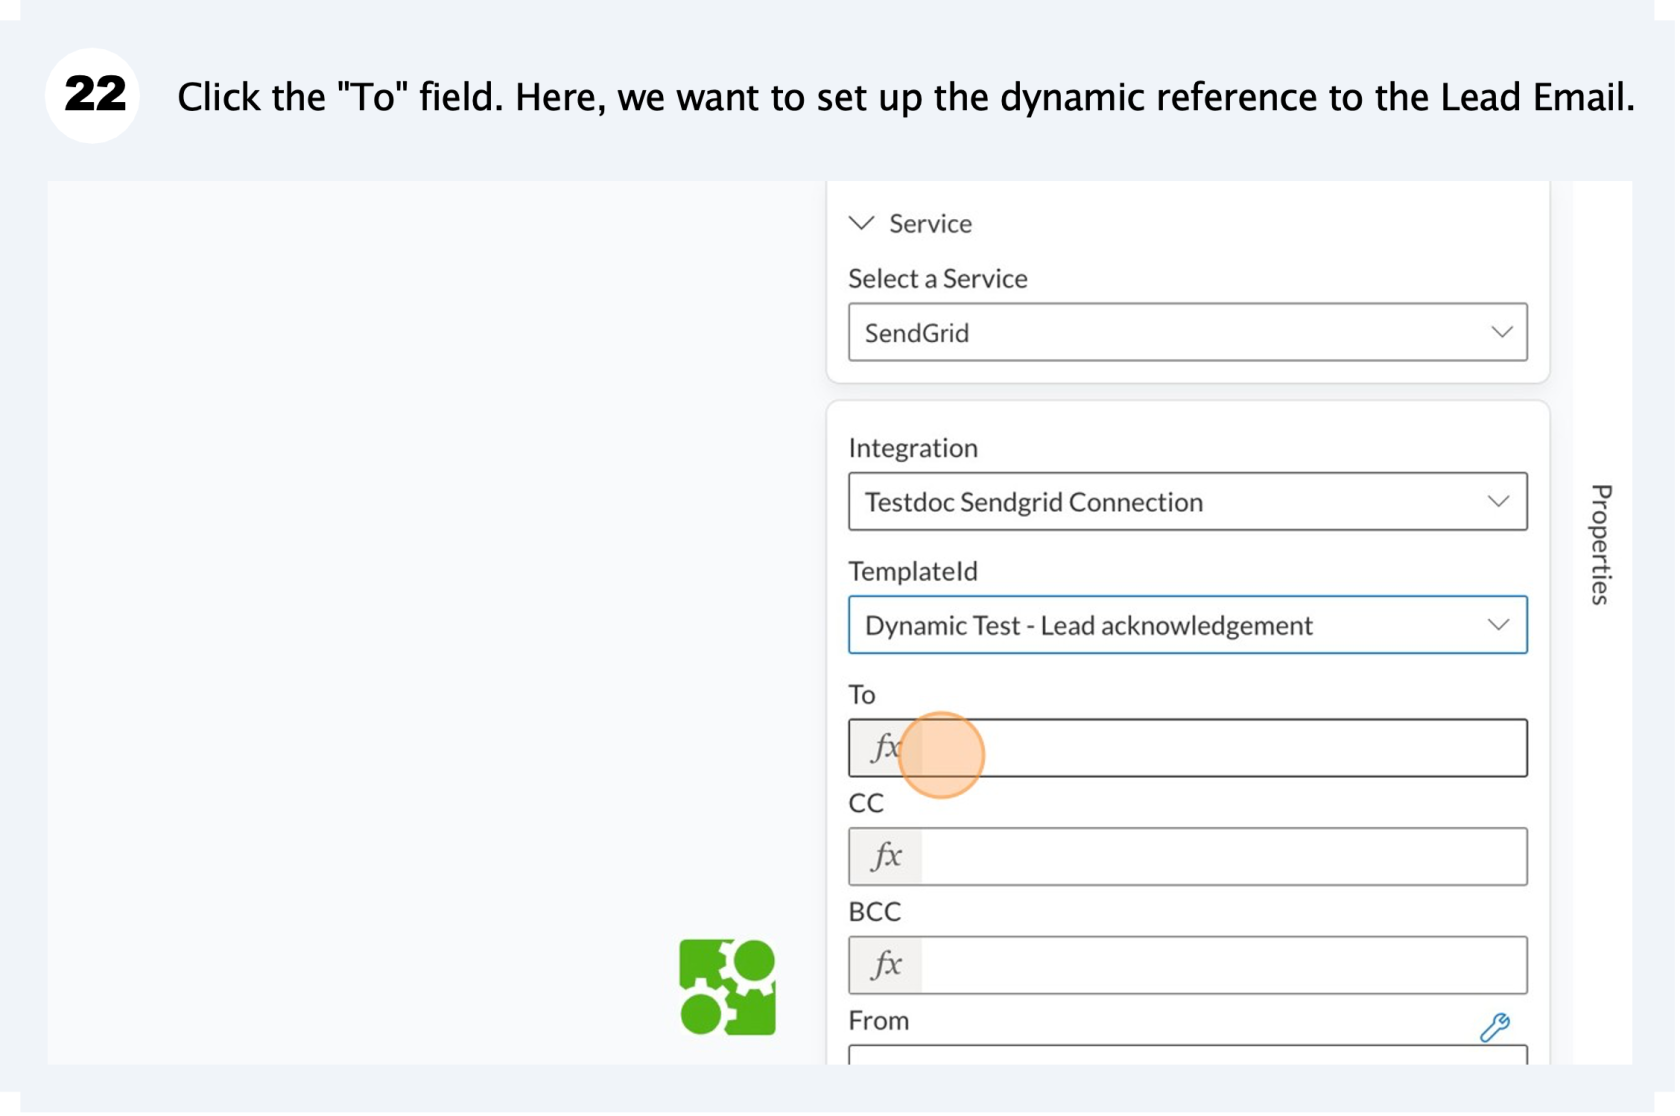 22 Click the "To" field. Here, we want to set up the dynamic reference to the Lead Email.
Service
Select a Service
SendGrid
Integration
Testdoc Sendgrid Connection
TemplateId
Dynamic Test - Lead acknowledgement
To
fx
CC
fx
BCC
fx
From
Properties